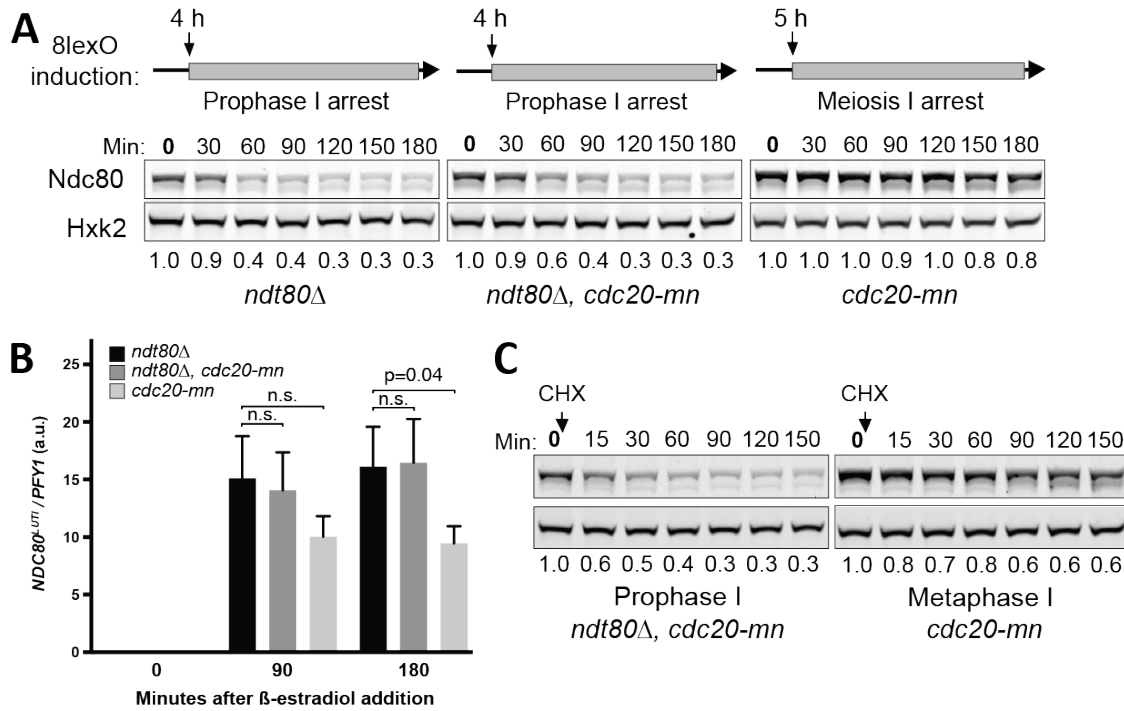 A
8lexO
induction:
4 h
4 h
5 h
Prophase I arrest
Prophase I arrest
Meiosis I arrest
Min: 0 30 60 90 120 150 180 0 30 60 90 120 150 180 0 30 60 90 120 150 180
Ndc80
Hxk2
1.0 0.9 0.4 0.4 0.3 0.3 0.3 1.0 0.9 0.6 0.4 0.3 0.3 0.3 1.0 1.0 1.0 0.9 1.0 0.8 0.8
ndt80Δ
ndt80Δ, cdc20-mn
cdc20-mn
B
NDC80LUTI / PFY1 (a.u.)
25
20
15
10
5
0
ndt80Δ
ndt80Δ, cdc20-mn
cdc20-mn
n.s.
n.s.
p=0.04
n.s.
0 90 180
Minutes after ß-estradiol addition
C
CHX
CHX
Min: 0 15 30 60 90 120 150 0 15 30 60 90 120 150
1.0 0.6 0.5 0.4 0.3 0.3 0.3 1.0 0.8 0.7 0.8 0.6 0.6 0.6
Prophase I
ndt80Δ, cdc20-mn
Metaphase I
cdc20-mn